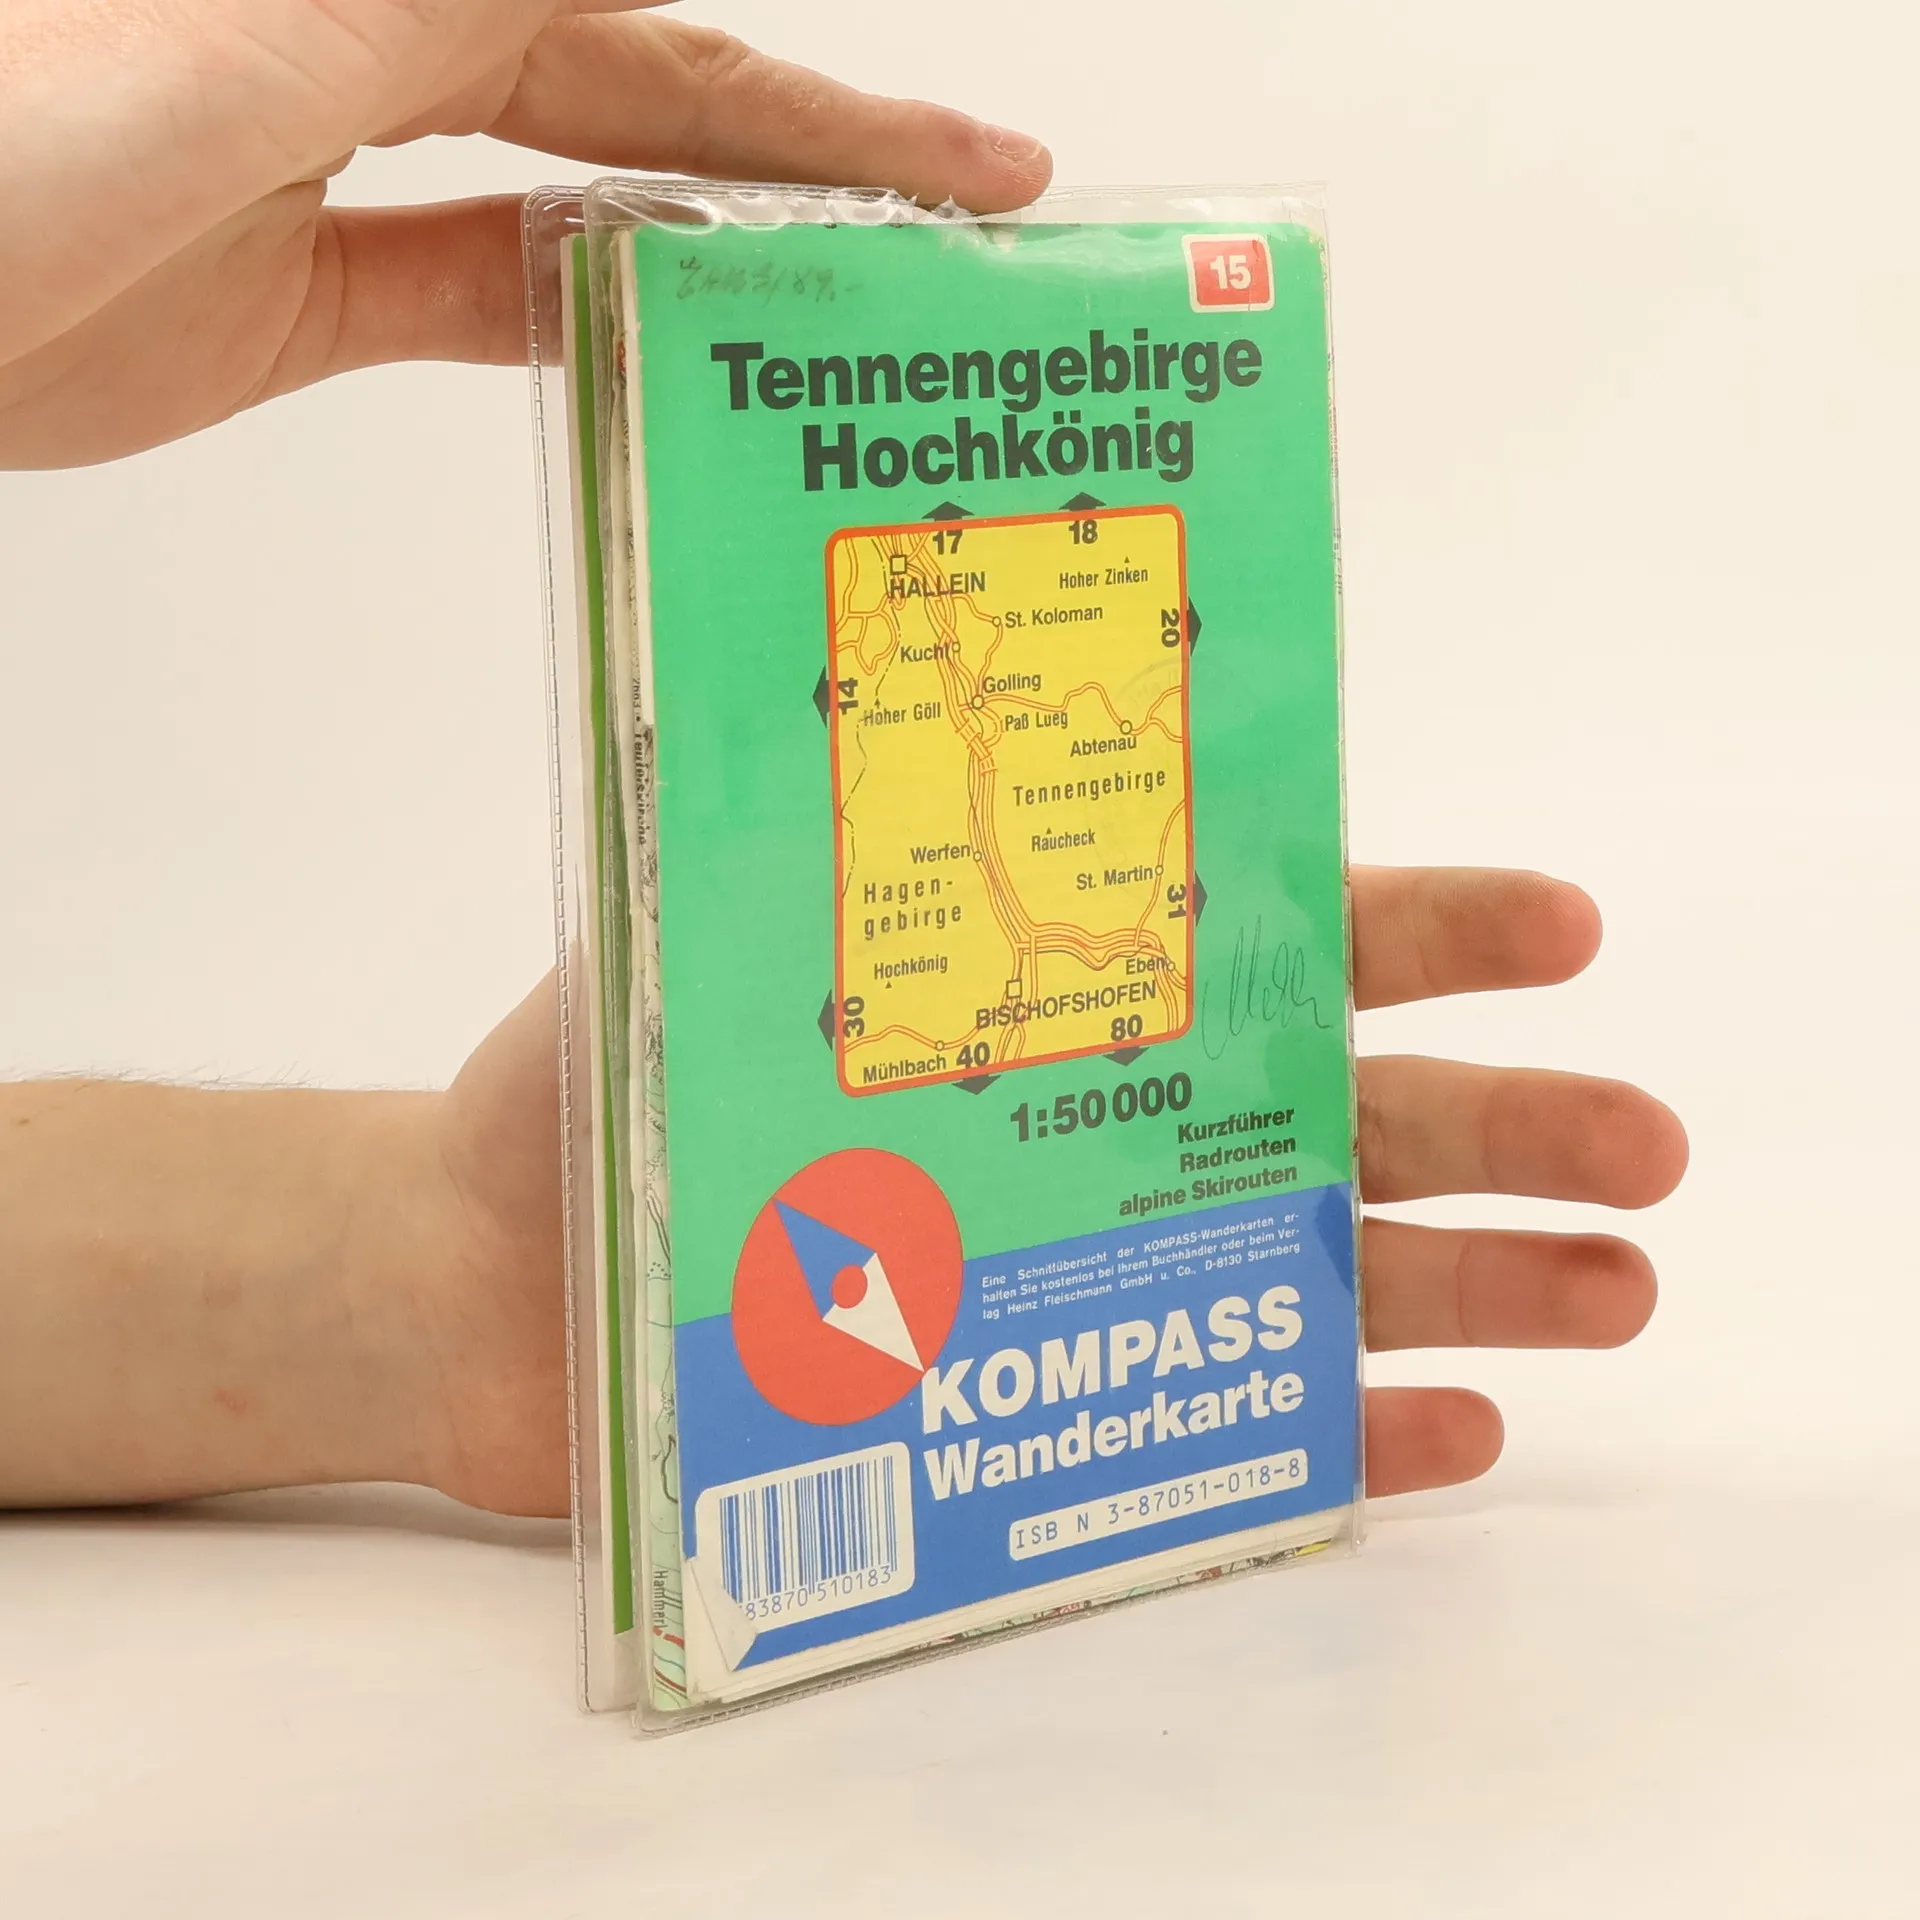 15
Tennengebirge
Hochkönig
17
18
HALLEIN
Hoher Zinken
St. Koloman
20
Kuchl
Golling
14
Hoher Göll
Paß Lueg
Abtenau
Tennengebirge
Raucheck
Werfen
St. Martin
Hagen-
gebirge
31
Hochkönig
Eben
BISCHOFSHOFEN
30
80
Mühlbach
40
1:50 000
Kurzführer
Radrouten
alpine Skirouten
Eine Schnittübersicht der KOMPASS-Wanderkarten er-
halten Sie kostenlos bei Ihrem Buchhändler oder beim Ver-
lag Heinz Fleischmann GmbH u. Co., D-8130 Starnberg
KOMPASS
Wanderkarte
ISB N 3-87051-018-8
83870 510183